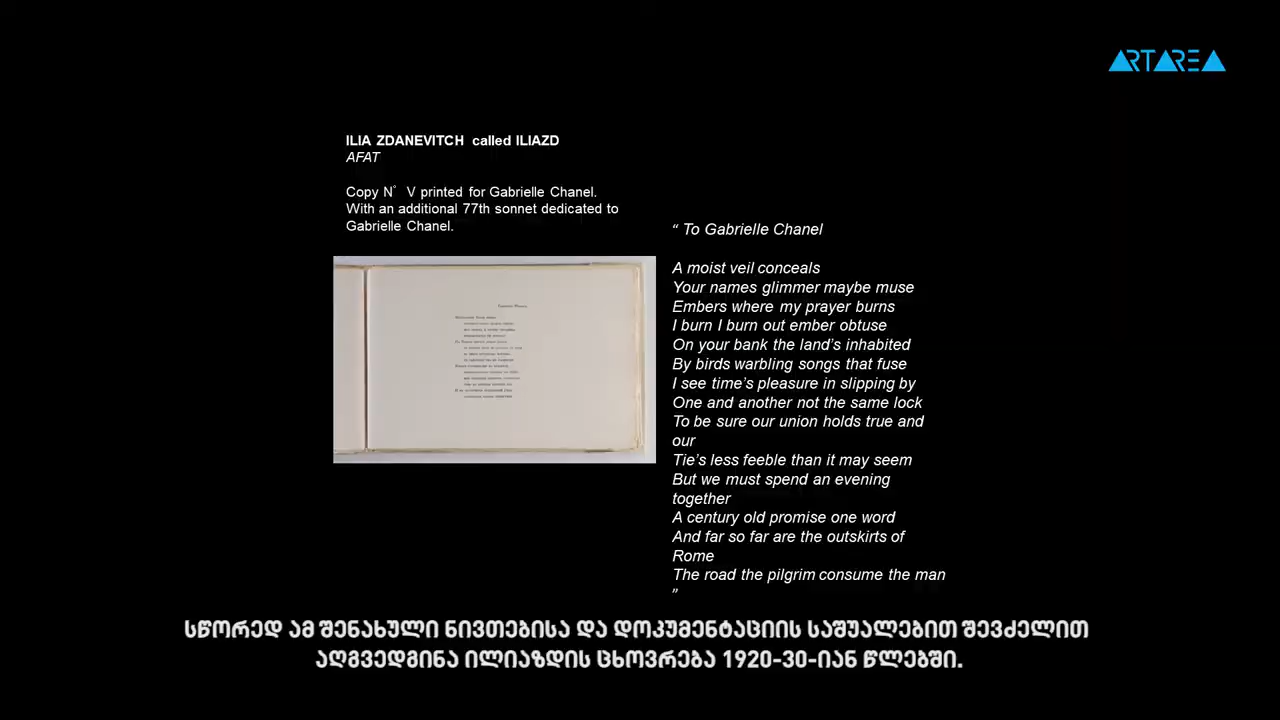 ARTAREA
ILIA ZDANEVITCH called ILIAZD
AFAT
Copy N° V printed for Gabrielle Chanel.
With an additional 77th sonnet dedicated to
Gabrielle Chanel.
“ To Gabrielle Chanel
A moist veil conceals
Your names glimmer maybe muse
Embers where my prayer burns
I burn I burn out ember obtuse
On your bank the land’s inhabited
By birds warbling songs that fuse
I see time’s pleasure in slipping by
One and another not the same lock
To be sure our union holds true and
our
Tie’s less feeble than it may seem
But we must spend an evening
together
A century old promise one word
And far so far are the outskirts of
Rome
The road the pilgrim consume the man
”
სწორედ ამ შენახული ნივთებისა და დოკუმენტაციის საშუალებით შევძელით
აღგვედგინა ილიაზდის ცხოვრება 1920-30-იან წლებში.